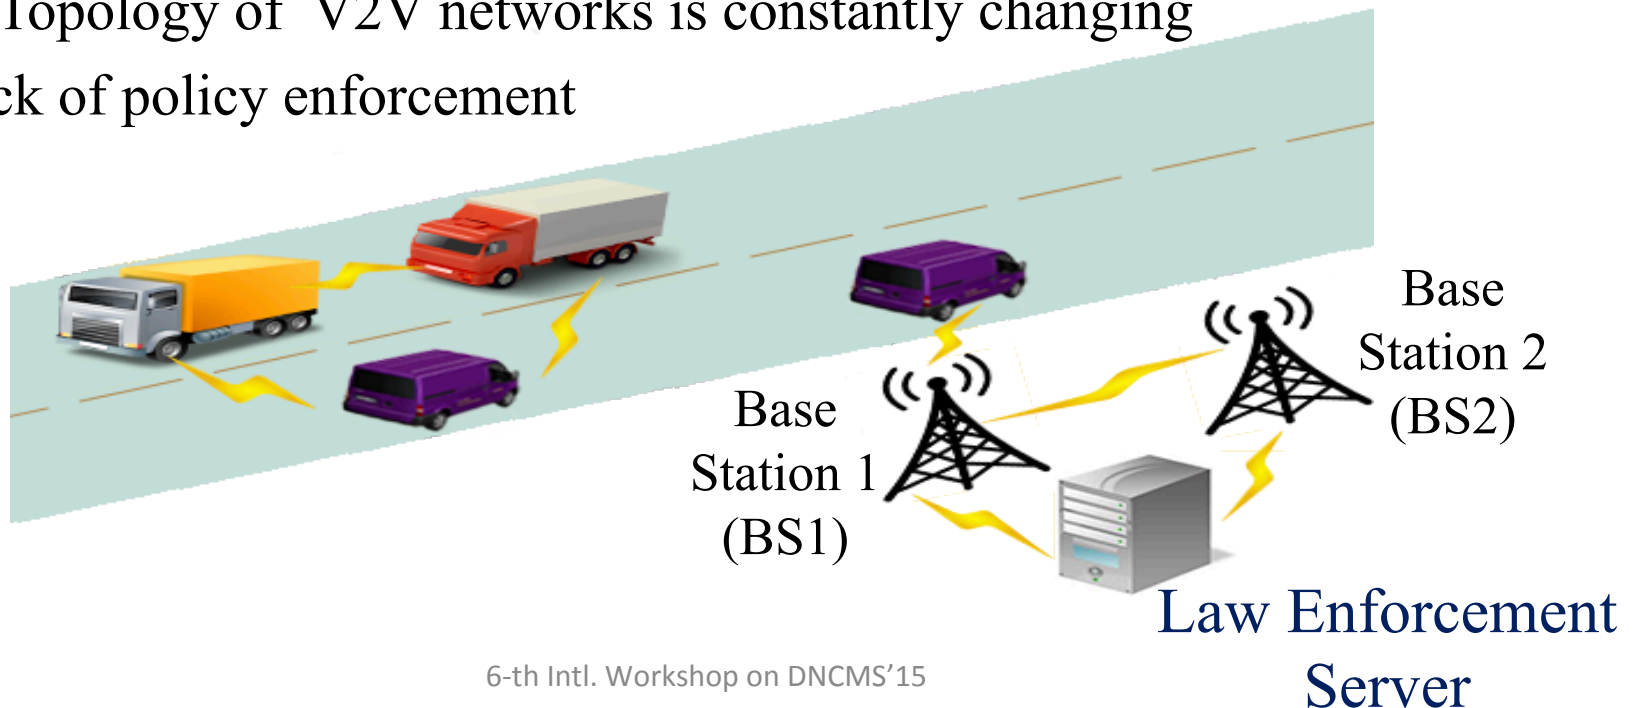 Topology of V2V networks is constantly changing
ck of policy enforcement
Base
Station 2
(BS2)
Base
Station 1
(BS1)
Law Enforcement
Server
6-th Intl. Workshop on DNCMS’15